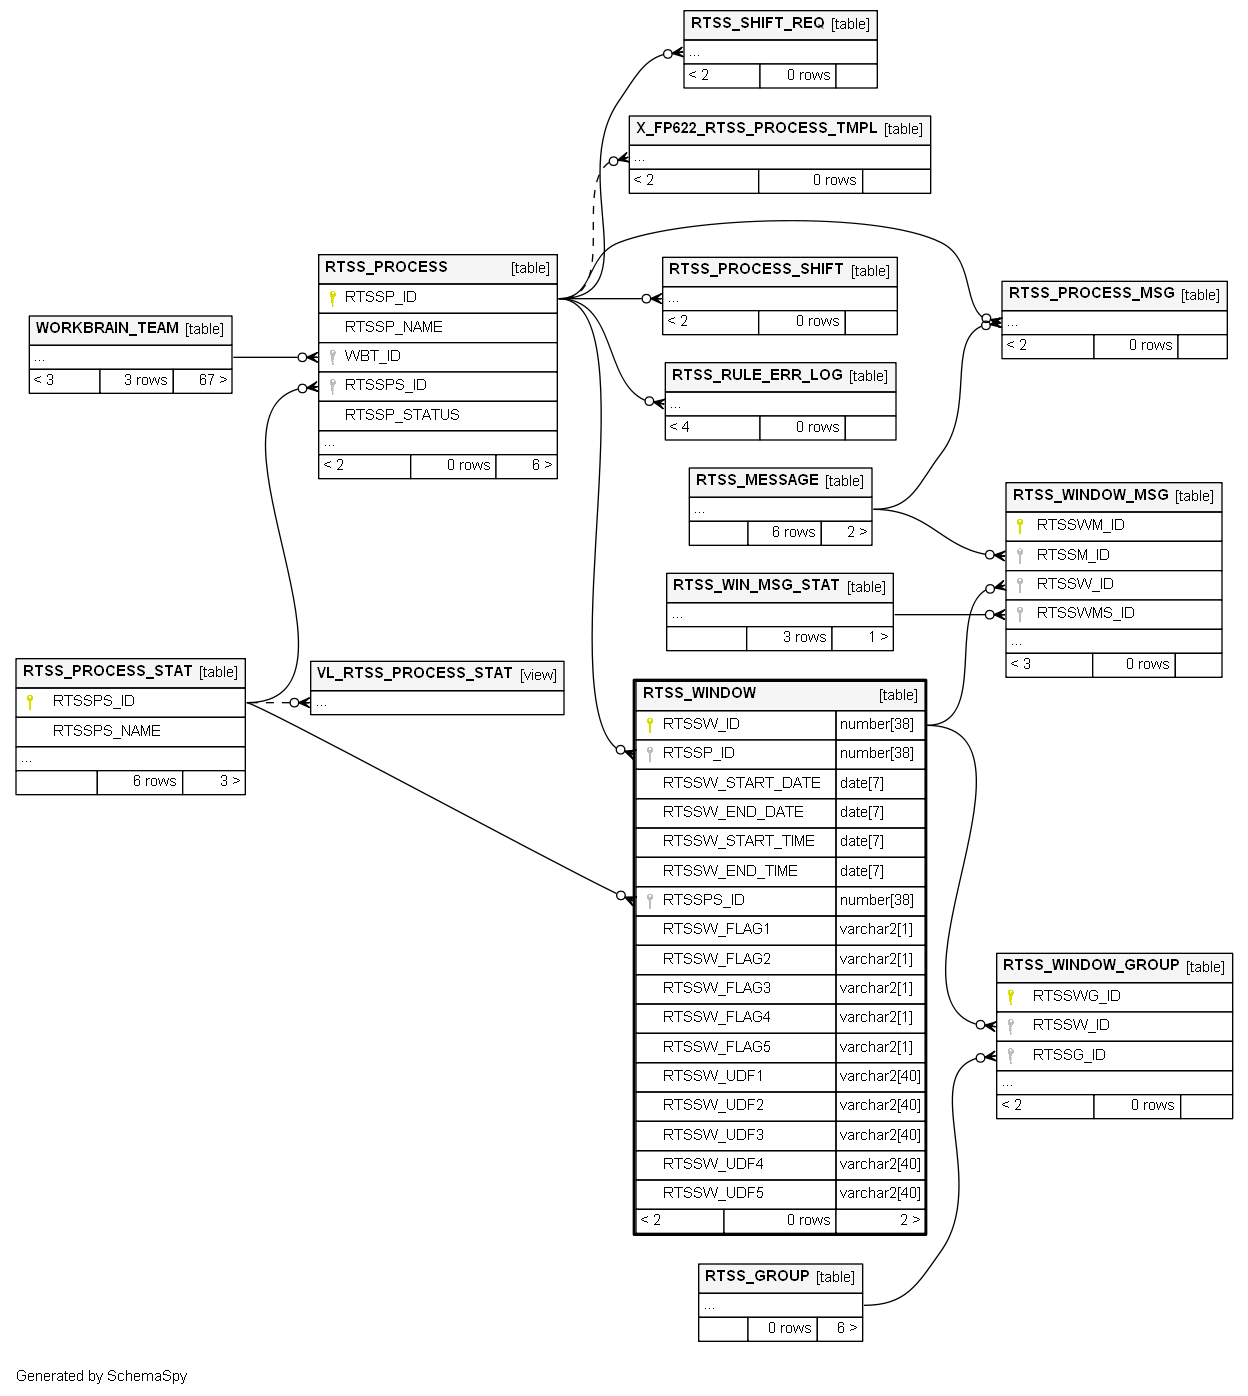 RTSS_SHIFT_REQ [table]
...
< 2 0 rows
X_FP622_RTSS_PROCESS_TMPL [table]
...
< 2 0 rows
RTSS_PROCESS [table]
RTSSP_ID
RTSSP_NAME
WBT_ID
RTSSPS_ID
RTSSP_STATUS
...
< 2 0 rows 6 >
RTSS_PROCESS_SHIFT [table]
...
< 2 0 rows
RTSS_PROCESS_MSG [table]
...
< 2 0 rows
WORKBRAIN_TEAM [table]
...
< 3 3 rows 67 >
RTSS_RULE_ERR_LOG [table]
...
< 4 0 rows
RTSS_MESSAGE [table]
...
6 rows 2 >
RTSS_WINDOW_MSG [table]
RTSSWM_ID
RTSSM_ID
RTSSW_ID
RTSSWMS_ID
...
< 3 0 rows
RTSS_WIN_MSG_STAT [table]
...
3 rows 1 >
RTSS_PROCESS_STAT [table]
RTSSPS_ID
RTSSPS_NAME
...
6 rows 3 >
VL_RTSS_PROCESS_STAT [view]
...
RTSS_WINDOW [table]
RTSSW_ID number[38]
RTSSP_ID number[38]
RTSSW_START_DATE date[7]
RTSSW_END_DATE date[7]
RTSSW_START_TIME date[7]
RTSSW_END_TIME date[7]
RTSSPS_ID number[38]
RTSSW_FLAG1 varchar2[1]
RTSSW_FLAG2 varchar2[1]
RTSSW_FLAG3 varchar2[1]
RTSSW_FLAG4 varchar2[1]
RTSSW_FLAG5 varchar2[1]
RTSSW_UDF1 varchar2[40]
RTSSW_UDF2 varchar2[40]
RTSSW_UDF3 varchar2[40]
RTSSW_UDF4 varchar2[40]
RTSSW_UDF5 varchar2[40]
< 2 0 rows 2 >
RTSS_WINDOW_GROUP [table]
RTSSWG_ID
RTSSW_ID
RTSSG_ID
...
< 2 0 rows
RTSS_GROUP [table]
...
0 rows 6 >
Generated by SchemaSpy